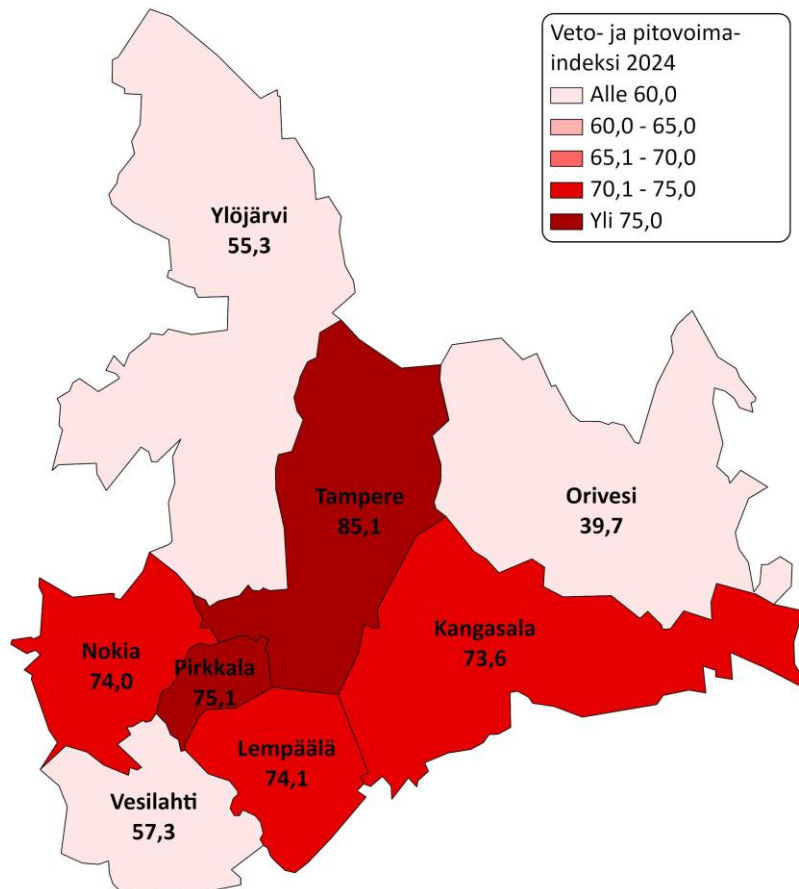 Veto- ja pitovoima-
indeksi 2024
Alle 60,0
60,0 - 65,0
65,1 - 70,0
70,1 - 75,0
Yli 75,0
Ylöjärvi
55,3
Tampere
85,1
Orivesi
39,7
Kangasala
73,6
Nokia
74,0
Pirkkala
75,1
Lempäälä
74,1
Vesilahti
57,3